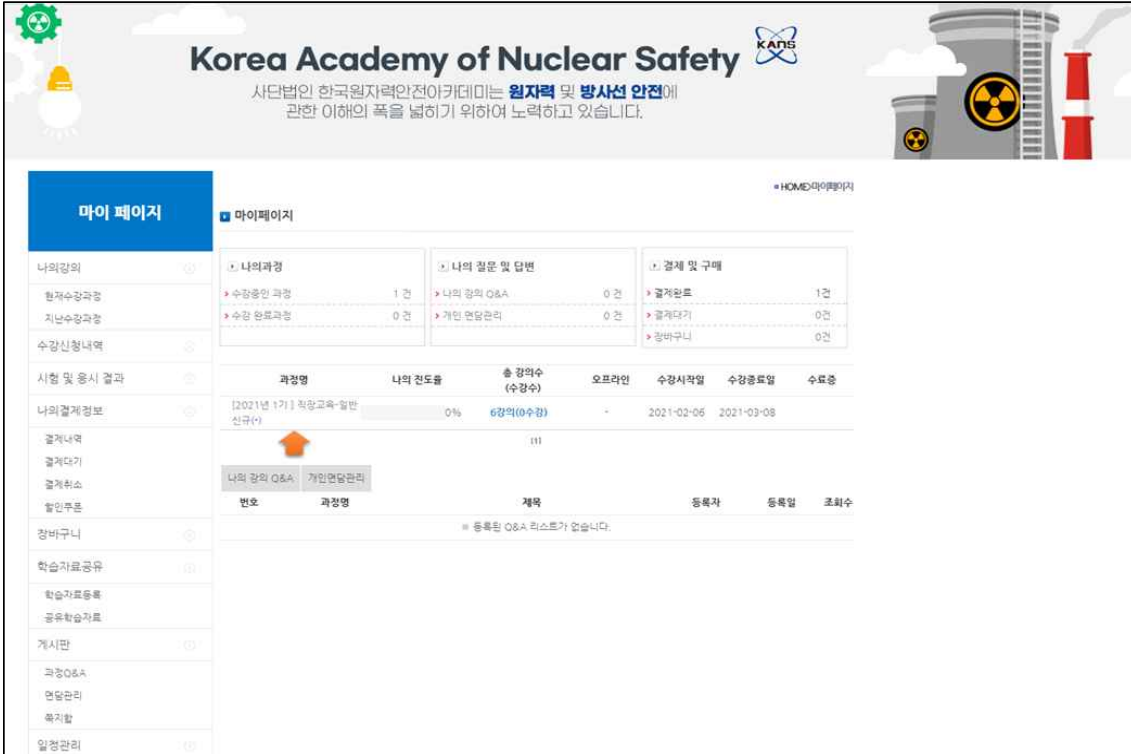 Korea Academy of Nuclear Safety
KANS
사단법인 한국원자력안전아카데미는 원자력 및 방사선 안전에
관한 이해의 폭을 넓히기 위하여 노력하고 있습니다.
HOME>마이페이지
마이 페이지
마이페이지
나의강의
현재수강과정
지난수강과정
수강신청내역
시험 및 응시 결과
나의결제정보
결제내역
결제대기
결제취소
할인쿠폰
장바구니
학습자료공유
학습자료등록
공유학습자료
게시판
과정Q&A
면담관리
쪽지함
일정관리
나의과정
수강중인 과정 1 건
수강 완료과정 0 건
나의 질문 및 답변
나의 강의 Q&A 0 건
개인 면담관리 0 건
결제 및 구매
결제완료 1건
결제대기 0건
장바구니 0건
과정명 나의 진도율 총 강의수 (수강수) 오프라인 수강시작일 수강종료일 수료증
[2021년 1기] 직장교육-일반 0% 6강의(0수강) - 2021-02-06 2021-03-08
신규(+)
[1]
나의 강의 Q&A 개인면담관리
번호 과정명 제목 등록자 등록일 조회수
※ 등록된 Q&A 리스트가 없습니다.